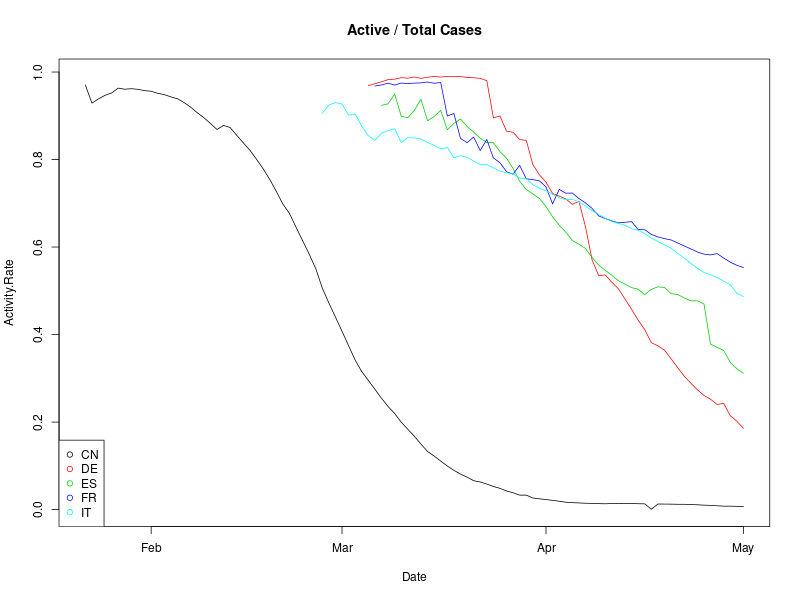 Active / Total Cases
Activity.Rate
1.0
0.8
0.6
0.4
0.2
0.0
CN
DE
ES
FR
IT
Feb Mar Apr May
Date